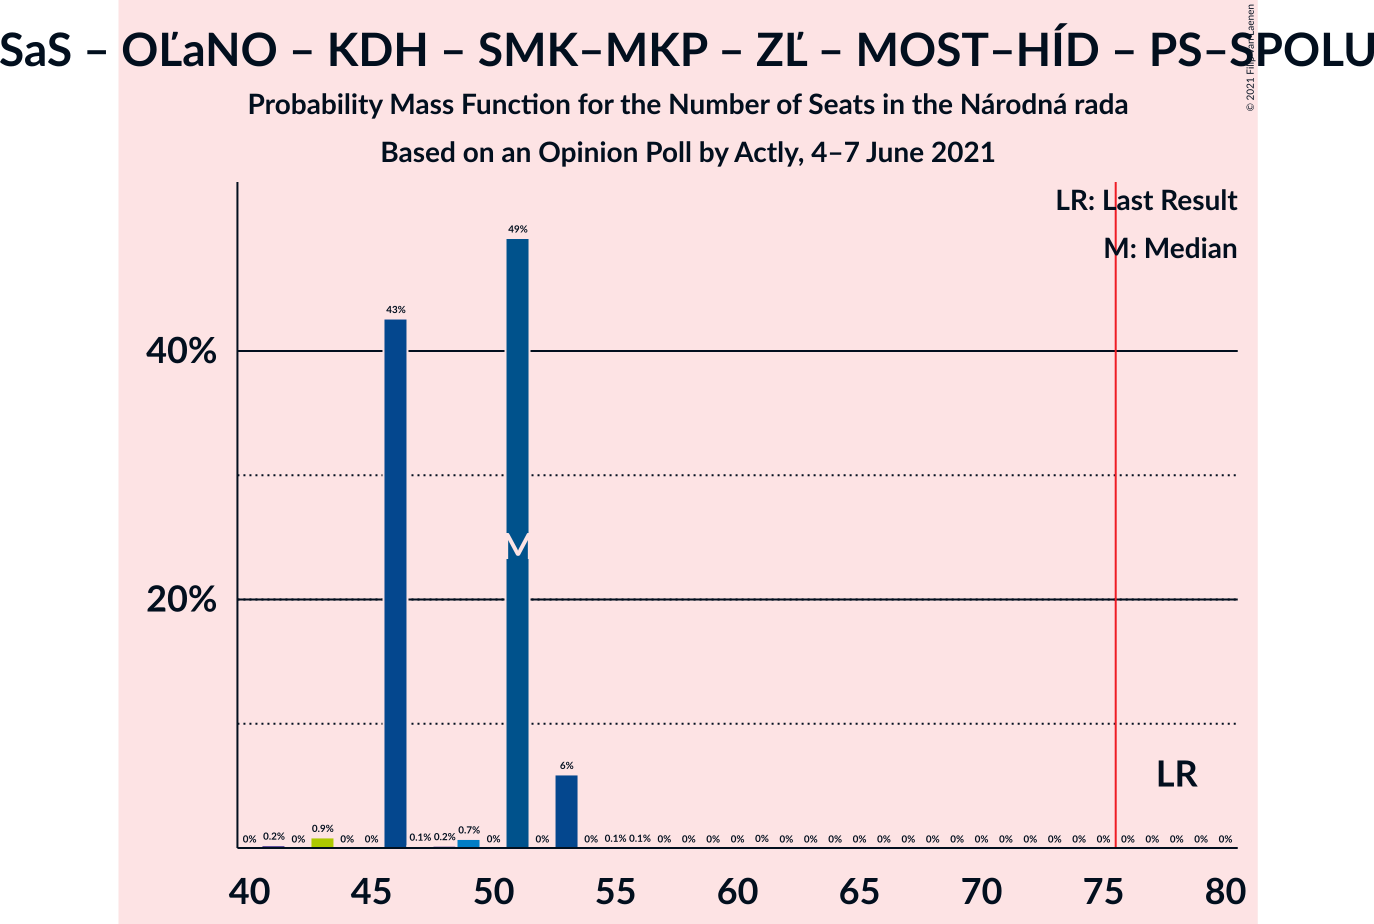 SaS – OĽaNO – KDH – SMK–MKP – ZĽ – MOST–HÍD – PS–SPOLU
Probability Mass Function for the Number of Seats in the Národná rada
Based on an Opinion Poll by Actly, 4–7 June 2021
© 2021 Filip van Laenen
LR: Last Result
M: Median
49%
43%
40%
M
20%
LR
6%
0% 0.2% 0% 0.9% 0% 0% 0.1% 0.2% 0.7% 0% 0% 0% 0.1% 0.1% 0% 0% 0% 0% 0% 0% 0% 0% 0% 0% 0% 0% 0% 0% 0% 0% 0% 0% 0% 0% 0% 0% 0% 0%
40 45 50 55 60 65 70 75 80